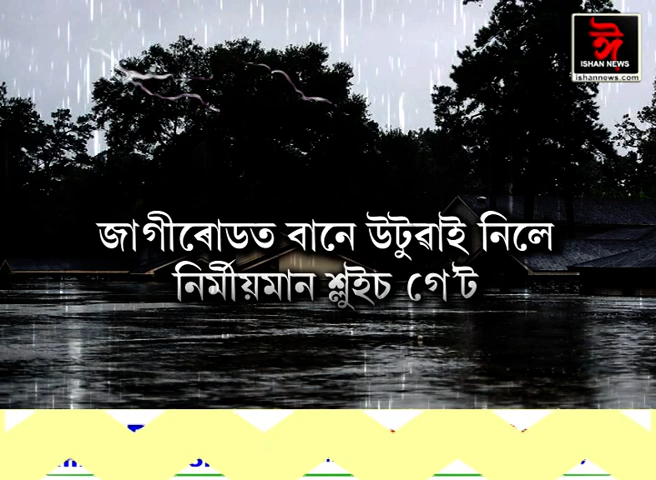 ঈ
ISHAN NEWS
ishannews.com
জাগীৰোডত বানে উটুৱাই নিলে
নিৰ্মীয়মান শ্লুইচ গে'ট